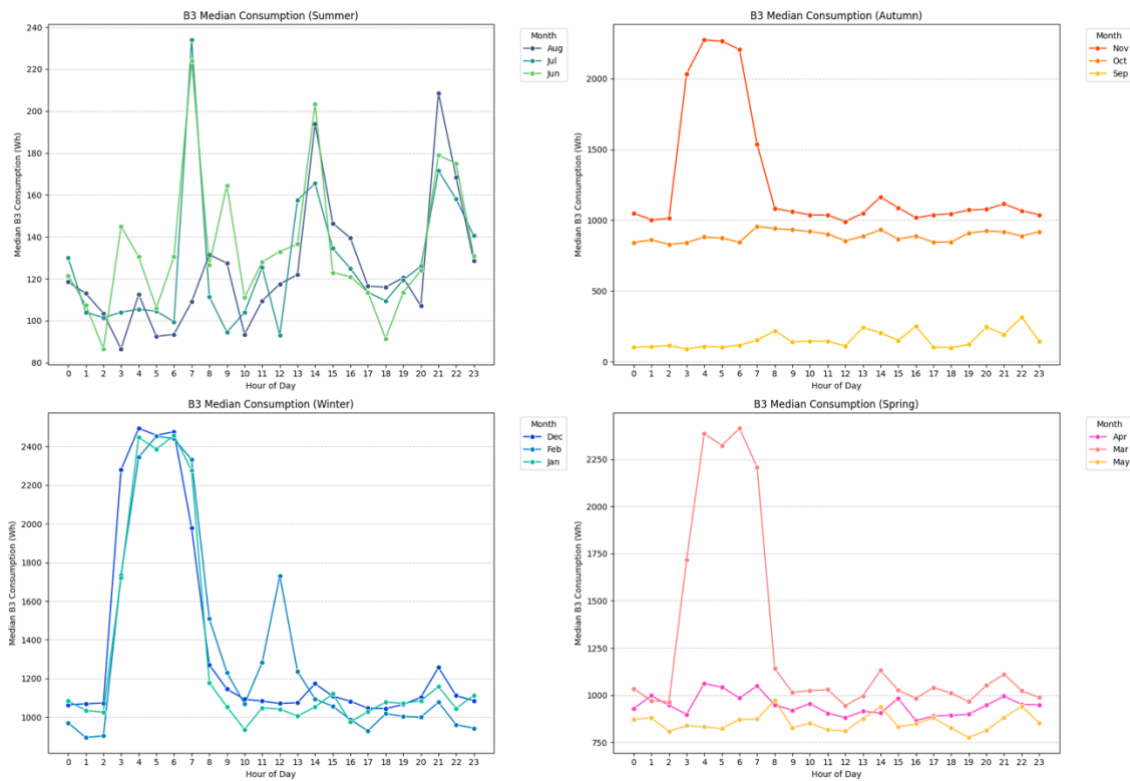 B3 Median Consumption (Summer)
Median B3 Consumption (Wh)
240
220
200
180
160
140
120
100
80
0 1 2 3 4 5 6 7 8 9 10 11 12 13 14 15 16 17 18 19 20 21 22 23
Hour of Day
Month
Aug
Jul
Jun
B3 Median Consumption (Autumn)
Median B3 Consumption (Wh)
2000
1500
1000
500
0
0 1 2 3 4 5 6 7 8 9 10 11 12 13 14 15 16 17 18 19 20 21 22 23
Hour of Day
Month
Nov
Oct
Sep
B3 Median Consumption (Winter)
Median B3 Consumption (Wh)
2400
2200
2000
1800
1600
1400
1200
1000
0 1 2 3 4 5 6 7 8 9 10 11 12 13 14 15 16 17 18 19 20 21 22 23
Hour of Day
Month
Dec
Feb
Jan
B3 Median Consumption (Spring)
Median B3 Consumption (Wh)
2250
2000
1750
1500
1250
1000
750
0 1 2 3 4 5 6 7 8 9 10 11 12 13 14 15 16 17 18 19 20 21 22 23
Hour of Day
Month
Apr
Mar
May